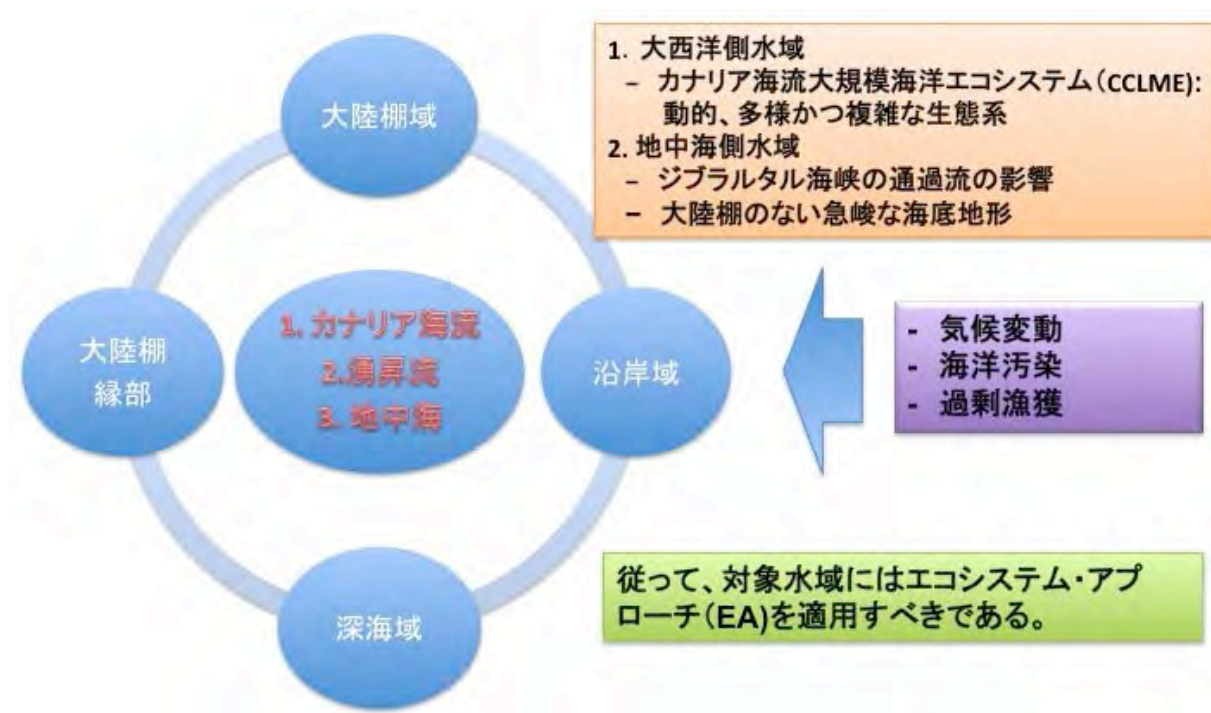 大陸棚域
大陸棚
縁部
1. カナリア海流
2.湧昇流
3. 地中海
沿岸域
深海域
1. 大西洋側水域
– カナリア海流大規模海洋エコシステム(CCLME):
動的、多様かつ複雑な生態系
2. 地中海側水域
– ジブラルタル海峡の通過流の影響
– 大陸棚のない急峻な海底地形
- 気候変動
- 海洋汚染
- 過剰漁獲
従って、対象水域にはエコシステム・アプ
ローチ(EA)を適用すべきである。